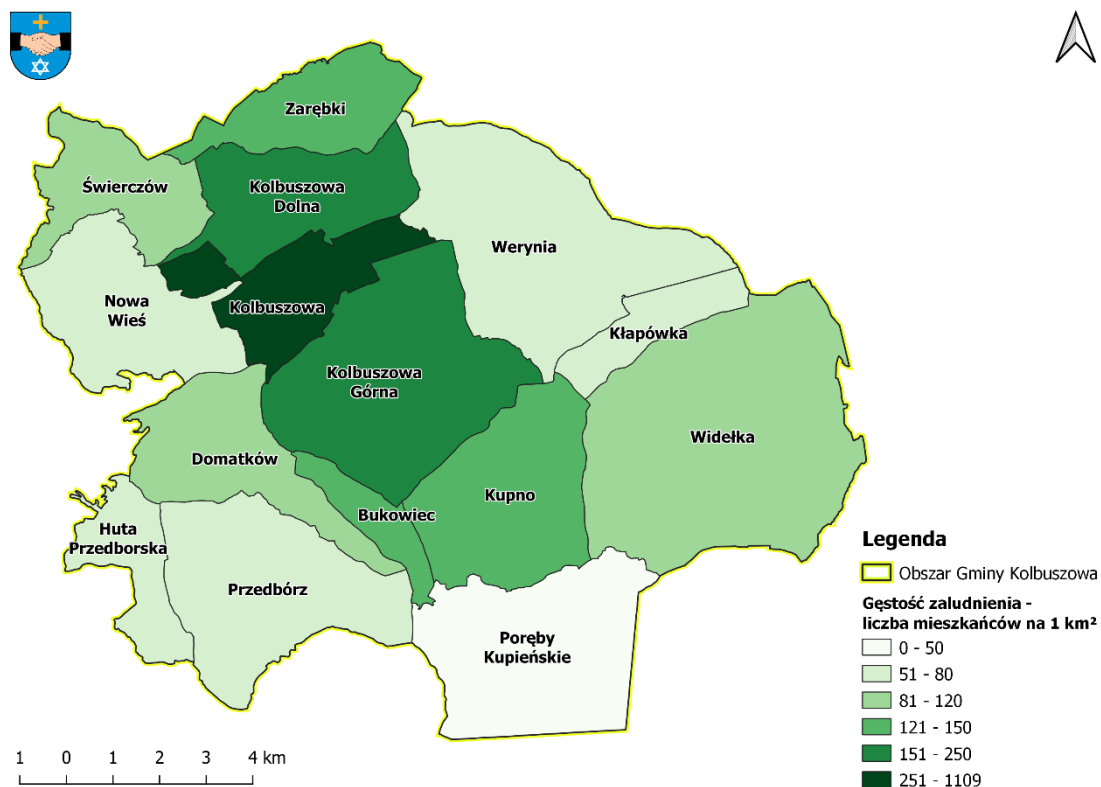 Zarębki
Świerczów
Kolbuszowa
Dolna
Werynia
Nowa
Wieś
Kolbuszowa
Kłapówka
Kolbuszowa
Górna
Widełka
Domatków
Kupno
Bukowiec
Huta
Przedborska
Przedbórz
Poręby
Kupieńskie
Legenda
Obszar Gminy Kolbuszowa
Gęstość zaludnienia -
liczba mieszkańców na 1 km²
0 - 50
51 - 80
81 - 120
121 - 150
151 - 250
251 - 1109
1 0 1 2 3 4 km